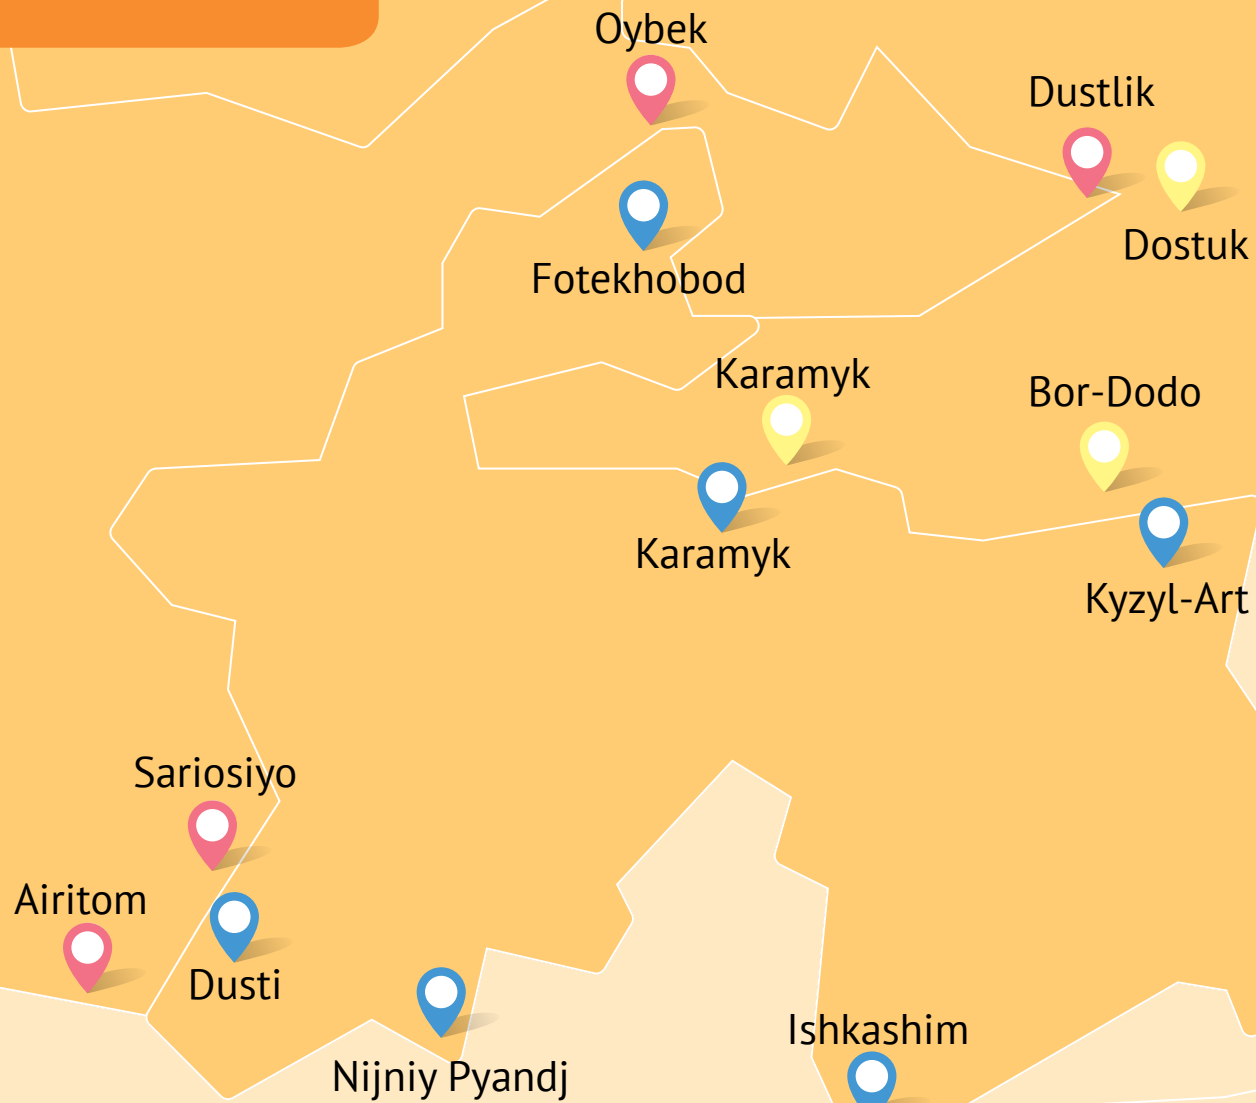 Oybek
Dustlik
Dostuk
Fotekhobod
Karamyk
Bor-Dodo
Karamyk
Kyzyl-Art
Sariosiyo
Airitom
Dusti
Ishkashim
Nijniy Pyandj